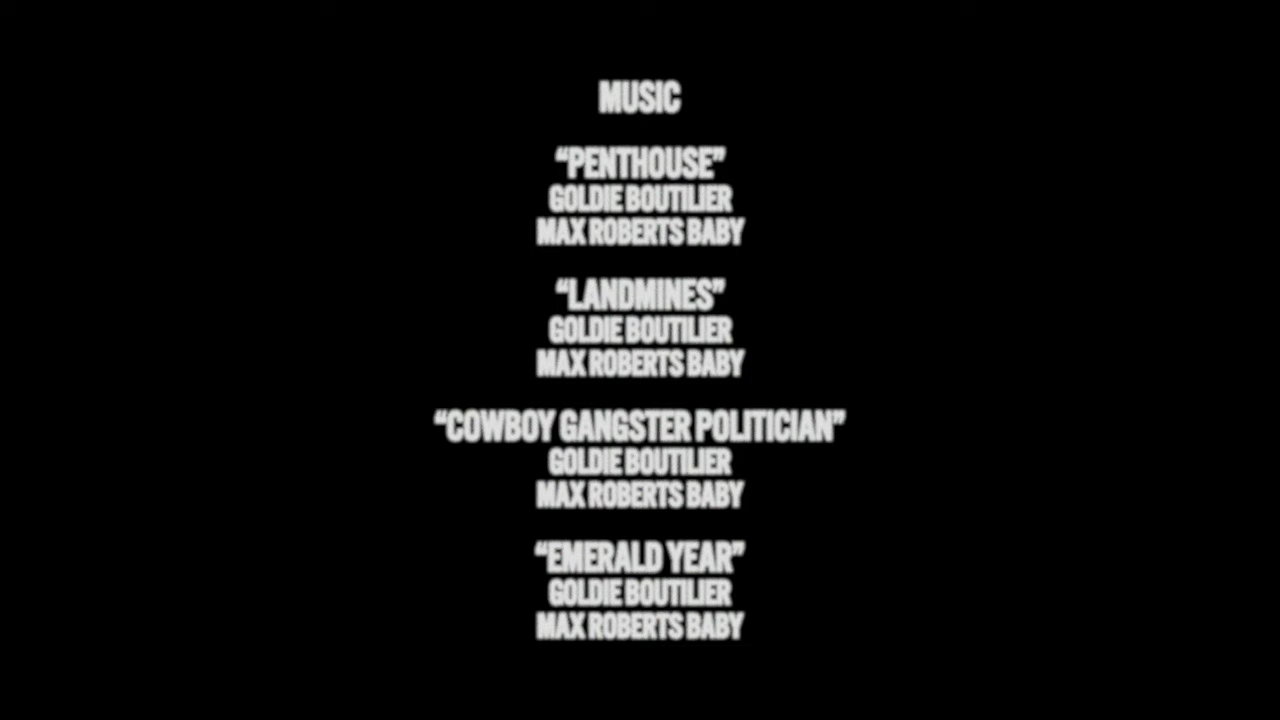 MUSIC
“PENTHOUSE”
GOLDIE BOUTILIER
MAX ROBERTS BABY
“LANDMINES”
GOLDIE BOUTILIER
MAX ROBERTS BABY
“COWBOY GANGSTER POLITICIAN”
GOLDIE BOUTILIER
MAX ROBERTS BABY
“EMERALD YEAR”
GOLDIE BOUTILIER
MAX ROBERTS BABY